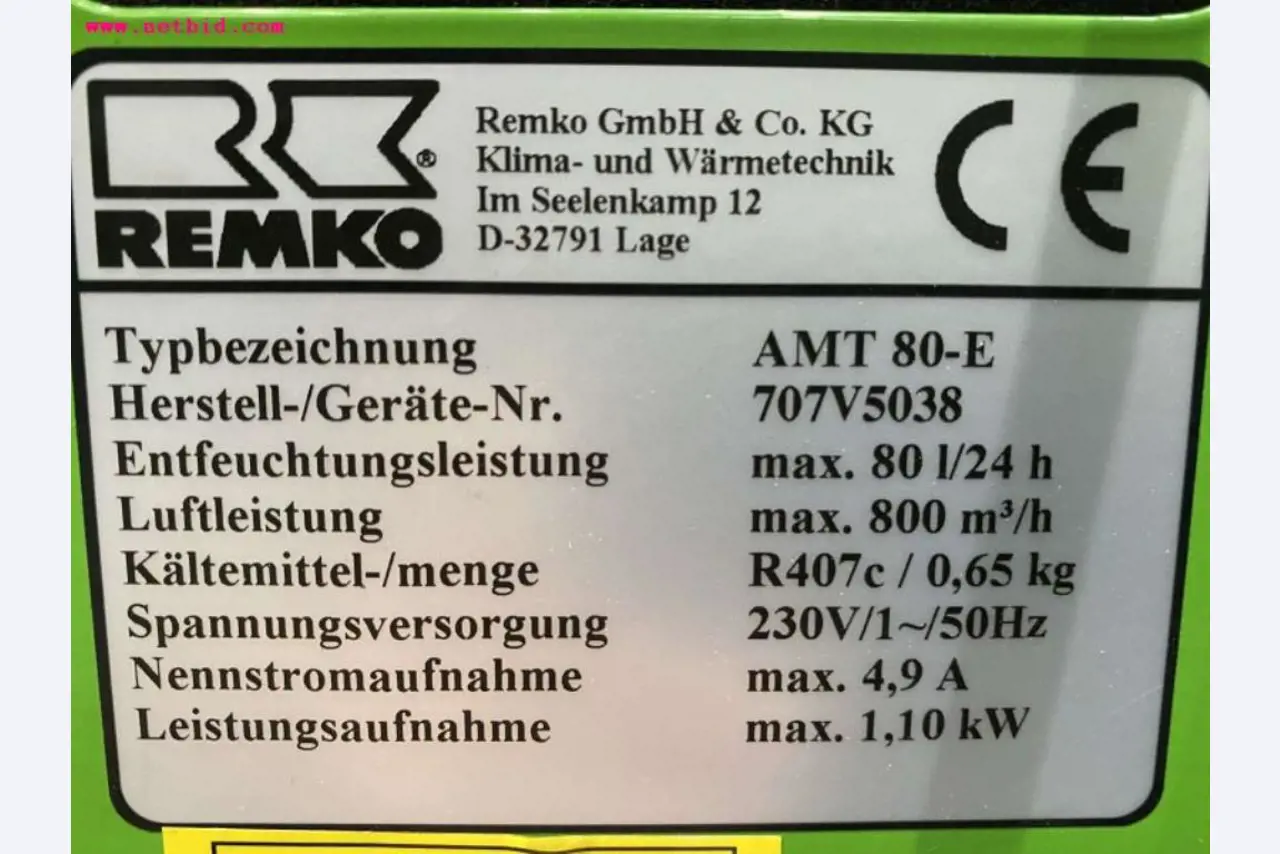 www.netbid.com
Remko GmbH & Co. KG
Klima- und Wärmetechnik
Im Seelenkamp 12
D-32791 Lage
®
REMKO
CE
Typbezeichnung AMT 80-E
Herstell-/Geräte-Nr. 707V5038
Entfeuchtungsleistung max. 80 l/24 h
Luftleistung max. 800 m³/h
Kältemittel-/menge R407c / 0,65 kg
Spannungsversorgung 230V/1~/50Hz
Nennstromaufnahme max. 4,9 A
Leistungsaufnahme max. 1,10 kW